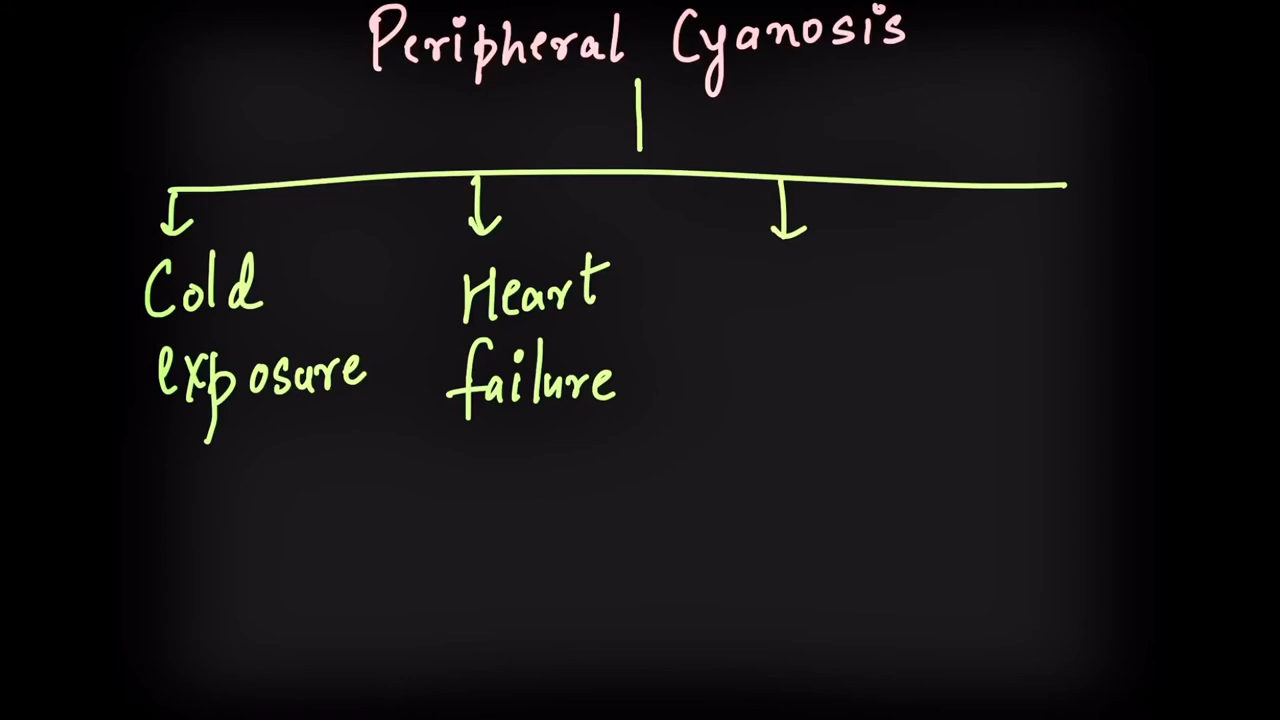 Peripheral Cyanosis
Cold
exposure
Heart
failure